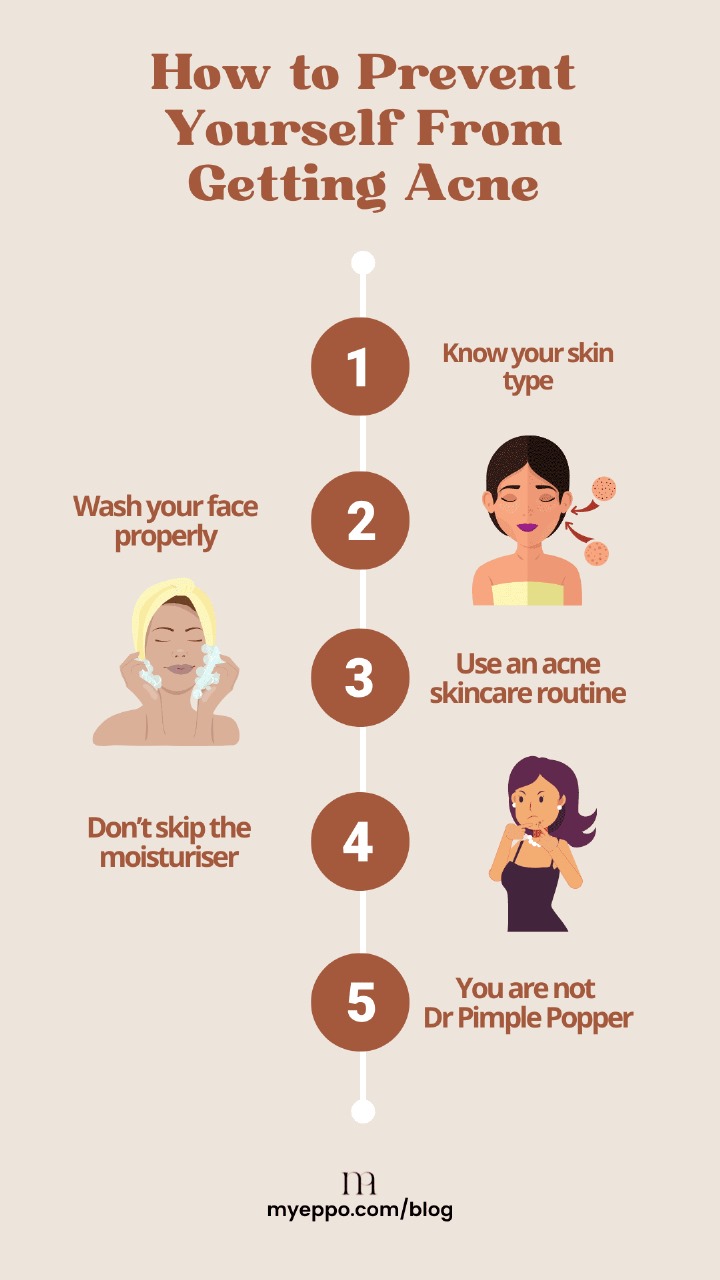 How to Prevent
Yourself From
Getting Acne
1
Know your skin
type
2
Wash your face
properly
3
Use an acne
skincare routine
4
Don't skip the
moisturiser
5
You are not
Dr Pimple Popper
myeppo.com/blog